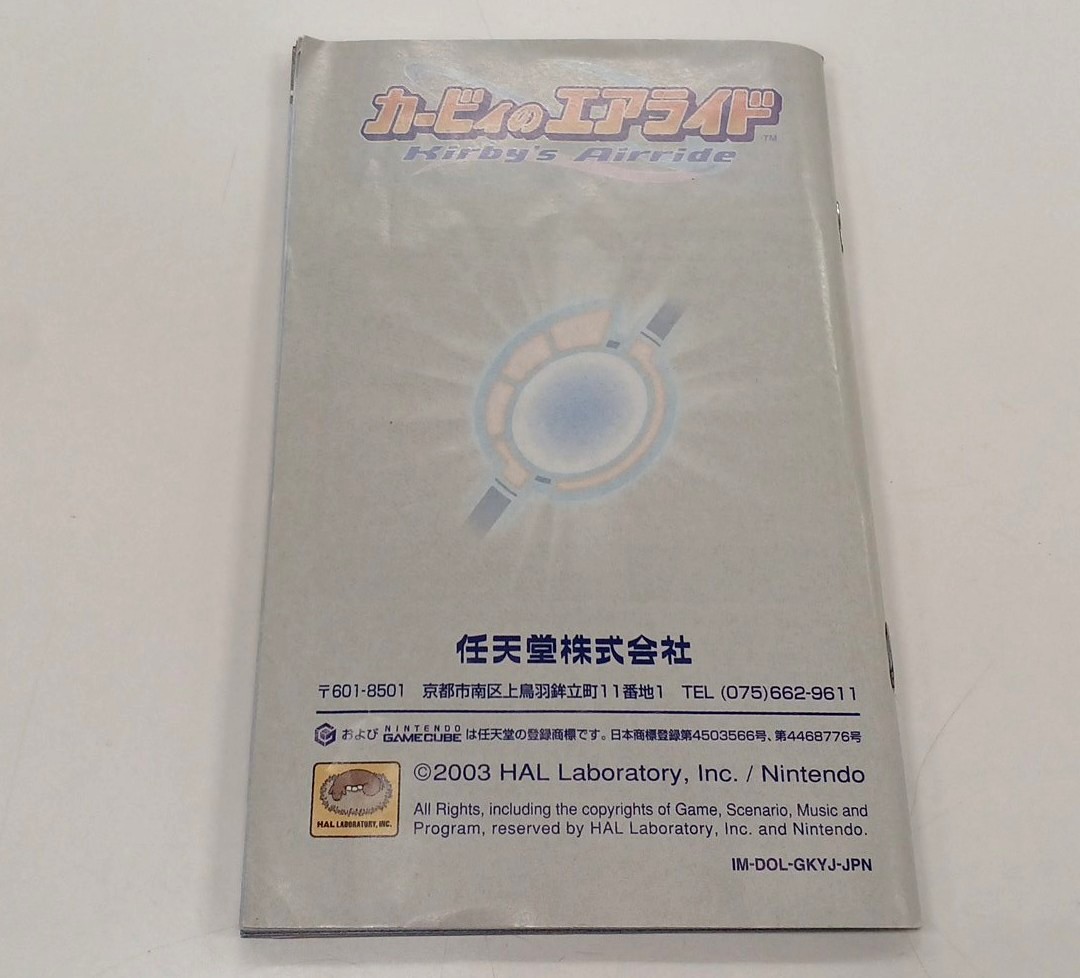 カービィのエアライド™
Kirby's Airride
任天堂株式会社
〒601-8501 京都市南区上鳥羽鉾立町11番地1 TEL (075)662-9611
および NINTENDO GAMECUBE は任天堂の登録商標です。日本商標登録第4503566号、第4468776号
©2003 HAL Laboratory, Inc. / Nintendo
All Rights, including the copyrights of Game, Scenario, Music and
Program, reserved by HAL Laboratory, Inc. and Nintendo.
HAL LABORATORY, INC.
IM-DOL-GKYJ-JPN